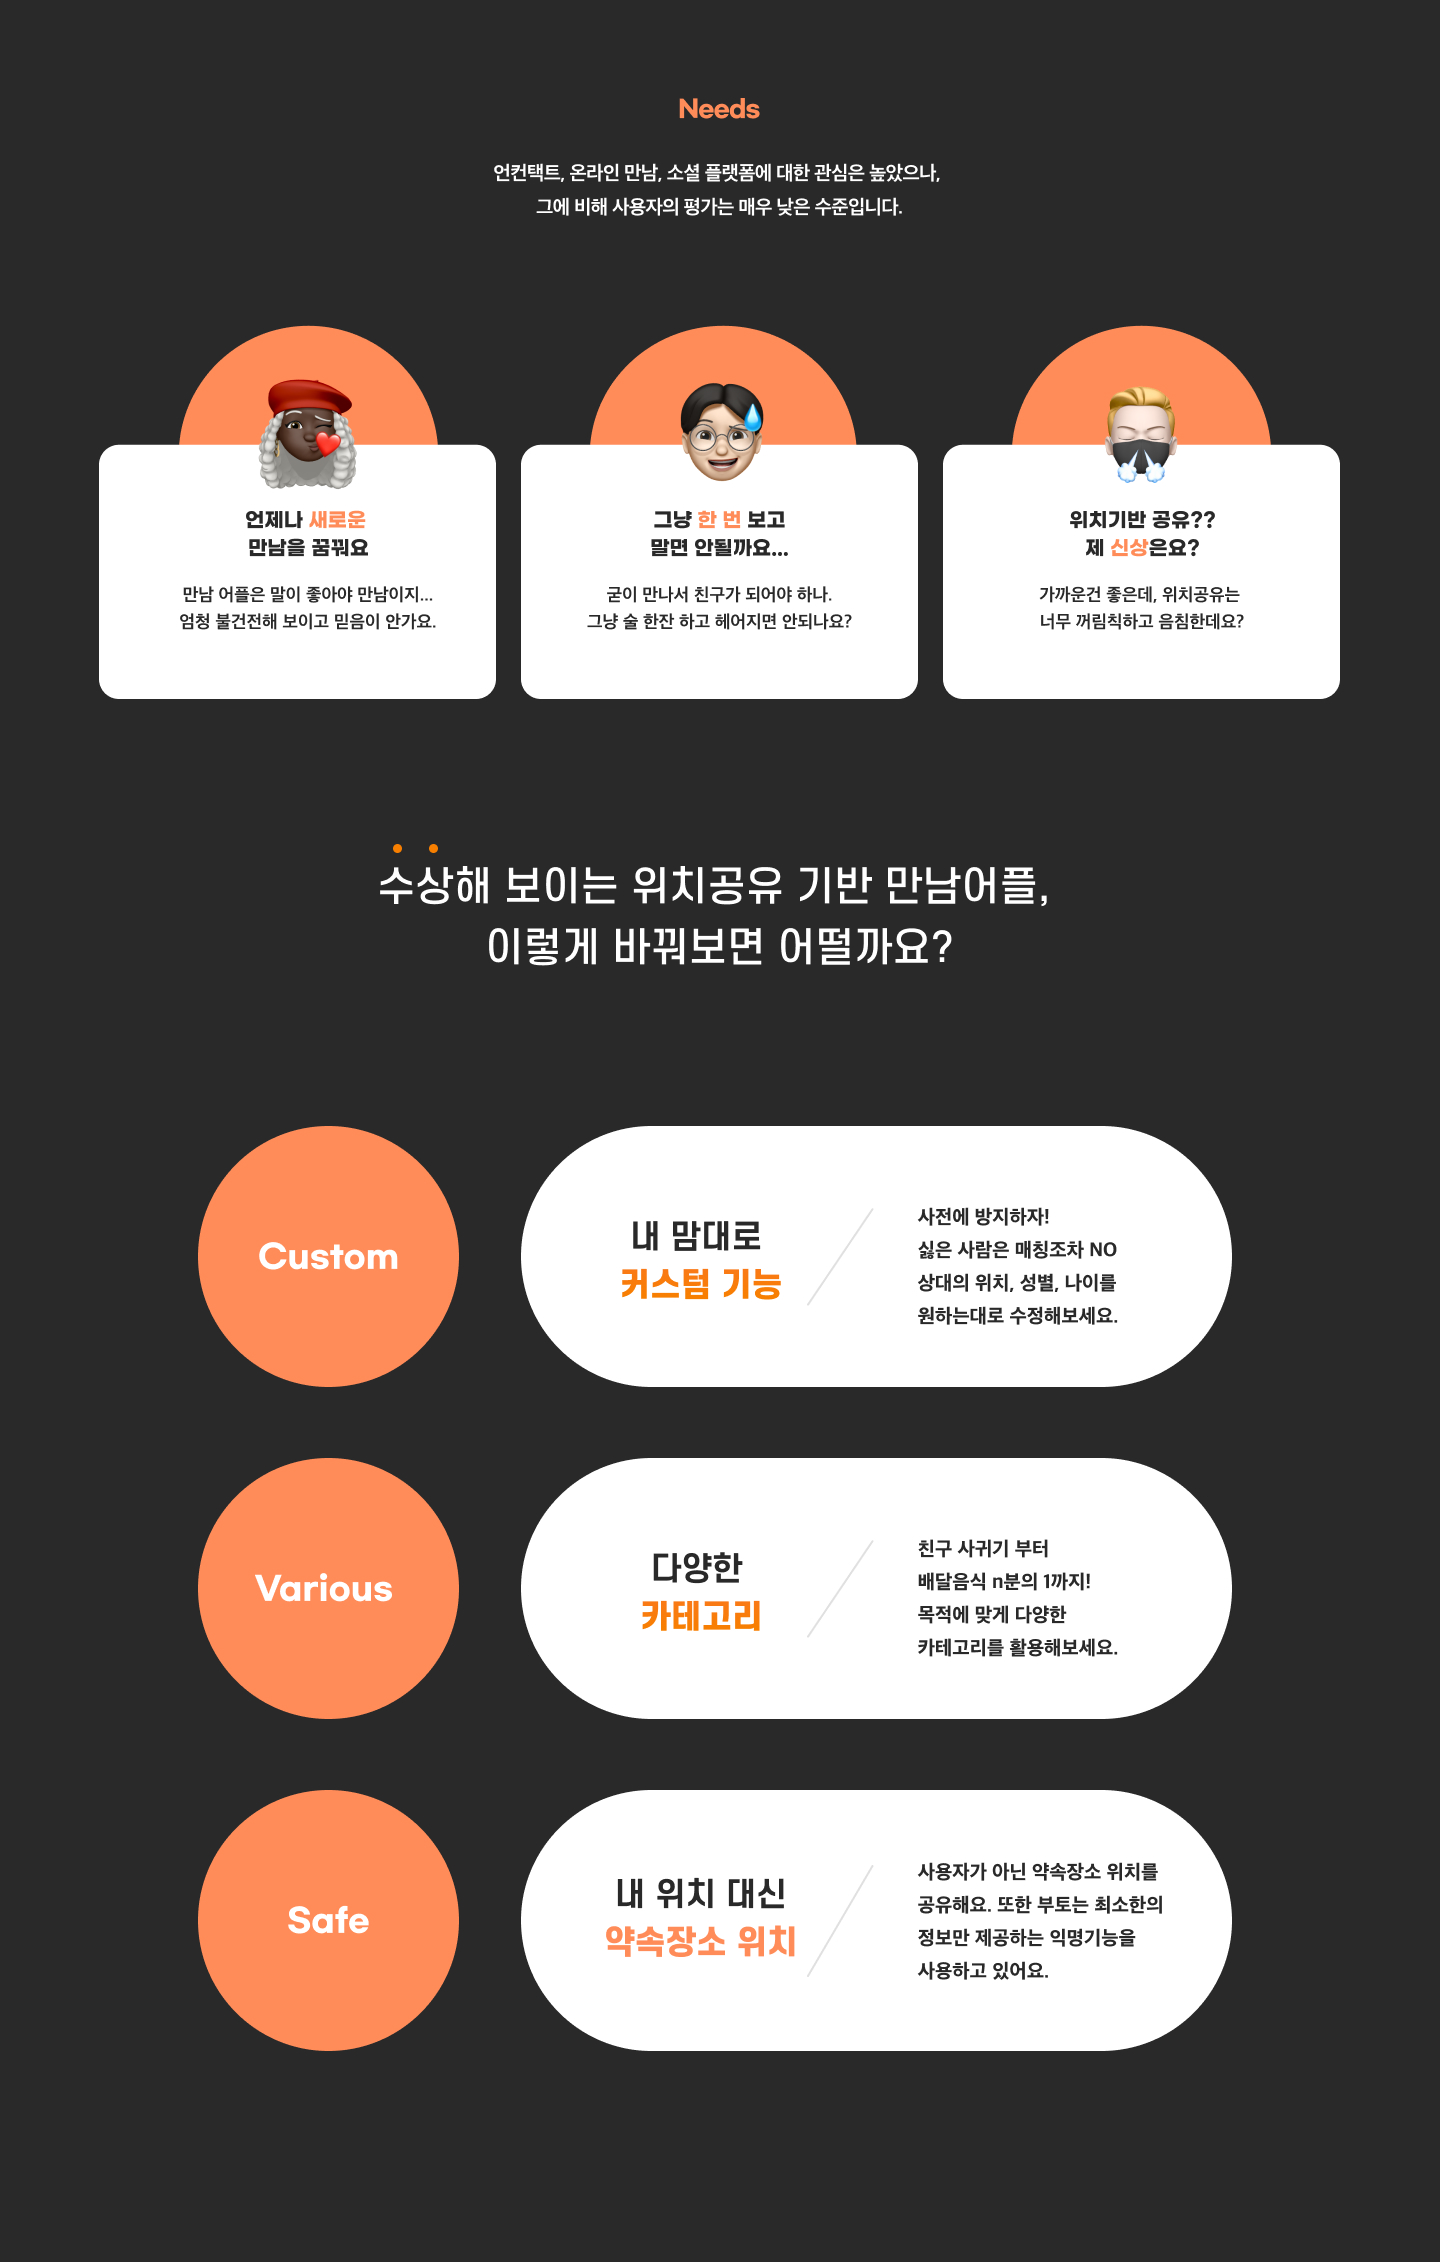 Needs
언컨택트, 온라인 만남, 소셜 플랫폼에 대한 관심은 높았으나,
그에 비해 사용자의 평가는 매우 낮은 수준입니다.
언제나 새로운
만남을 꿈꿔요
만남 어플은 말이 좋아야 만남이지...
엄청 불건전해 보이고 믿음이 안가요.
그냥 한 번 보고
말면 안될까요...
굳이 만나서 친구가 되어야 하나.
그냥 술 한잔 하고 헤어지면 안되나요?
위치기반 공유??
제 신상은요?
가까운건 좋은데, 위치공유는
너무 꺼림칙하고 음침한데요?
수상해 보이는 위치공유 기반 만남어플,
이렇게 바꿔보면 어떨까요?
Custom
내 맘대로
커스텀 기능
사전에 방지하자!
싫은 사람은 매칭조차 NO
상대의 위치, 성별, 나이를
원하는대로 수정해보세요.
Various
다양한
카테고리
친구 사귀기 부터
배달음식 n분의 1까지!
목적에 맞게 다양한
카테고리를 활용해보세요.
Safe
내 위치 대신
약속장소 위치
사용자가 아닌 약속장소 위치를
공유해요. 또한 부토는 최소한의
정보만 제공하는 익명기능을
사용하고 있어요.